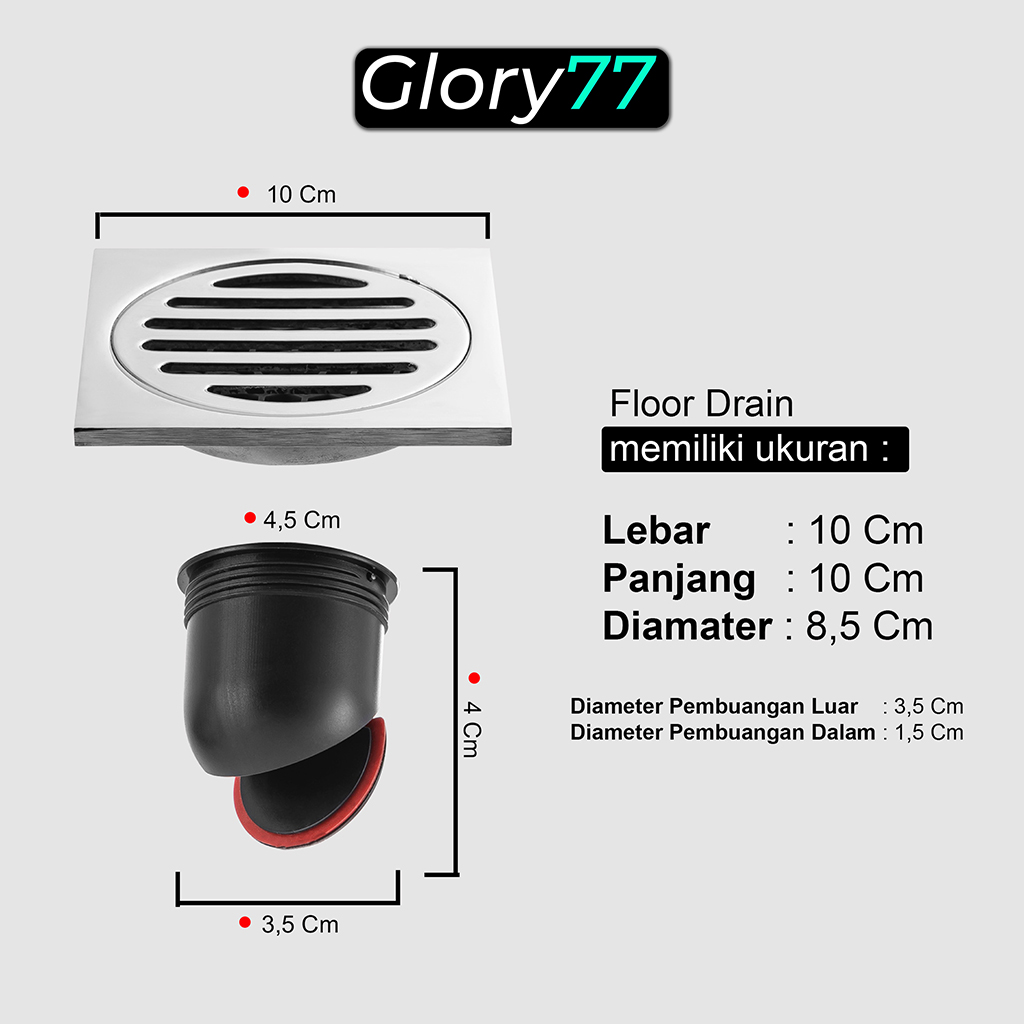 Glory77
10 Cm
4,5 Cm
4 Cm
3,5 Cm
Floor Drain
memiliki ukuran :
Lebar : 10 Cm
Panjang : 10 Cm
Diamater : 8,5 Cm
Diameter Pembuangan Luar : 3,5 Cm
Diameter Pembuangan Dalam : 1,5 Cm